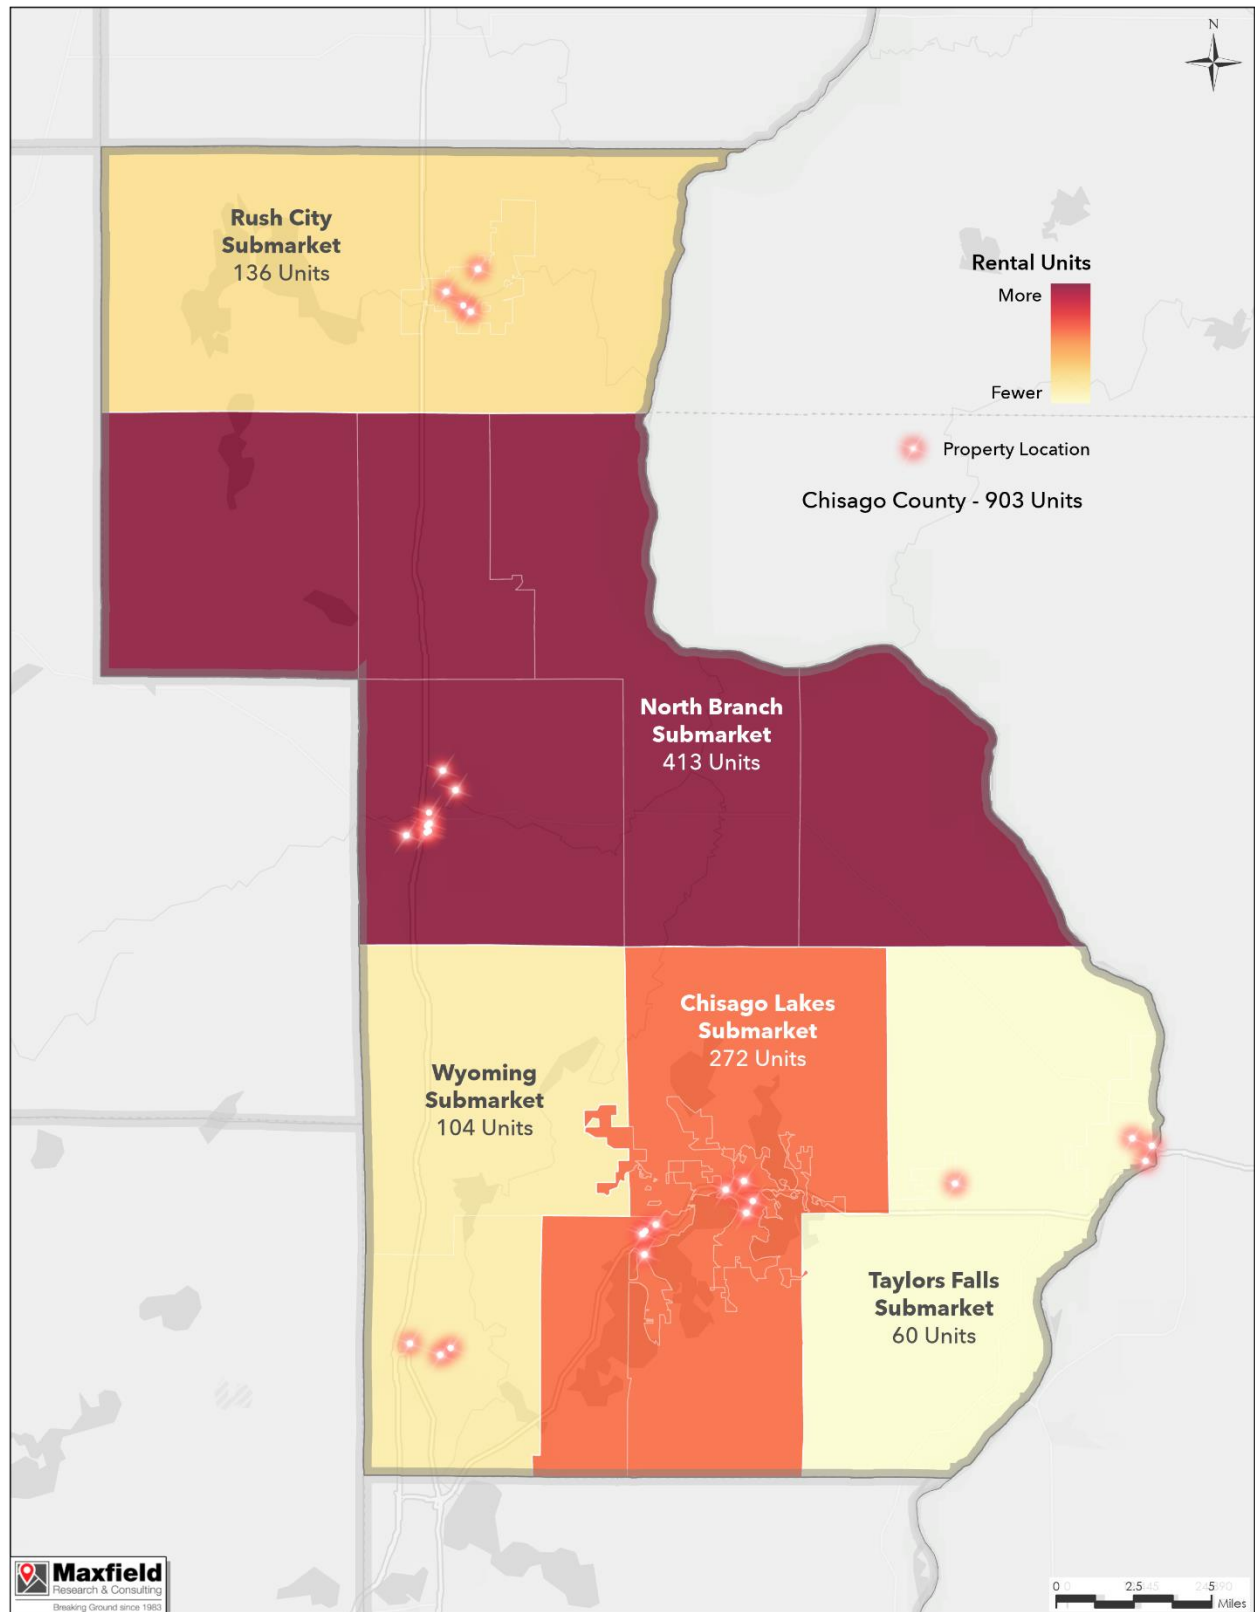 N
Rush City
Submarket
136 Units
Rental Units
More
Fewer
Property Location
Chisago County - 903 Units
North Branch
Submarket
413 Units
Chisago Lakes
Submarket
272 Units
Wyoming
Submarket
104 Units
Taylors Falls
Submarket
60 Units
Maxfield
Research & Consulting
Breaking Ground since 1983
0 2.5 5
Miles